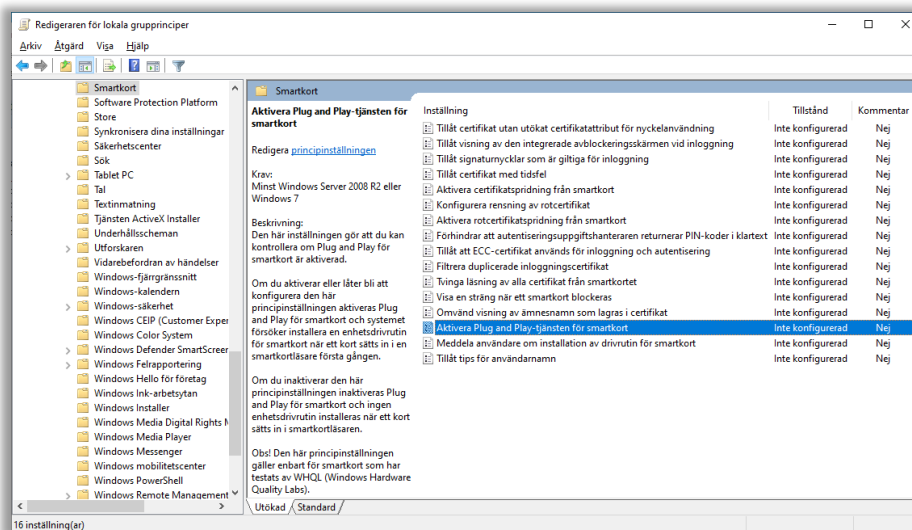 Redigeraren för lokala grupprinciper
Arkiv Åtgärd Visa Hjälp
Smartkort
Software Protection Platform
Store
Synkronisera dina inställningar
Säkerhetscenter
Sök
Tablet PC
Tal
Textinmatning
Tjänsten ActiveX Installer
Underhållsscheman
Utforskaren
Vidarebefordran av händelser
Windows-fjärrgränssnitt
Windows-kalendern
Windows-säkerhet
Windows CEIP (Customer Exper
Windows Color System
Windows Defender SmartScreer
Windows Felrapportering
Windows Hello för företag
Windows Ink-arbetsytan
Windows Installer
Windows Media Digital Rights M
Windows Media Player
Windows Messenger
Windows mobilitetscenter
Windows PowerShell
Windows Remote Management
Smartkort
Aktivera Plug and Play-tjänsten för
smartkort
Redigera principinställningen
Krav:
Minst Windows Server 2008 R2 eller
Windows 7
Beskrivning:
Den här inställningen gör att du kan
kontrollera om Plug and Play för
smartkort är aktiverad.
Om du aktiverar eller låter bli att
konfigurera den här
principinställningen aktiveras Plug
and Play för smartkort och systemet
försöker installera en enhetsdrivrutin
för smartkort när ett kort sätts in i en
smartkortläsare första gången.
Om du inaktiverar den här
principinställningen inaktiveras Plug
and Play för smartkort och ingen
enhetsdrivrutin installeras när ett kort
sätts in i smartkortläsaren.
Obs! Den här principinställningen
gäller enbart för smartkort som har
testats av WHQL (Windows Hardware
Quality Labs).
Inställning Tillstånd Kommentar
Tillåt certifikat utan utökat certifikatattribut för nyckelanvändning Inte konfigurerad Nej
Tillåt visning av den integrerade avblockeringsskärmen vid inloggning Inte konfigurerad Nej
Tillåt signaturnycklar som är giltiga för inloggning Inte konfigurerad Nej
Tillåt certifikat med tidsfel Inte konfigurerad Nej
Aktivera certifikatspridning från smartkort Inte konfigurerad Nej
Konfigurera rensning av rotcertifikat Inte konfigurerad Nej
Aktivera rotcertifikatspridning från smartkort Inte konfigurerad Nej
Förhindrar att autentiseringsuppgiftshanteraren returnerar PIN-koder i klartext Inte konfigurerad Nej
Tillåt att ECC-certifikat används för inloggning och autentisering Inte konfigurerad Nej
Filtrera duplicerade inloggningscertifikat Inte konfigurerad Nej
Tvinga läsning av alla certifikat från smartkortet Inte konfigurerad Nej
Visa en sträng när ett smartkort blockeras Inte konfigurerad Nej
Omvänd visning av ämnesnamn som lagras i certifikat Inte konfigurerad Nej
Aktivera Plug and Play-tjänsten för smartkort Inte konfigurerad Nej
Meddela användare om installation av drivrutin för smartkort Inte konfigurerad Nej
Tillåt tips för användarnamn Inte konfigurerad Nej
Utökad Standard
16 inställning(ar)